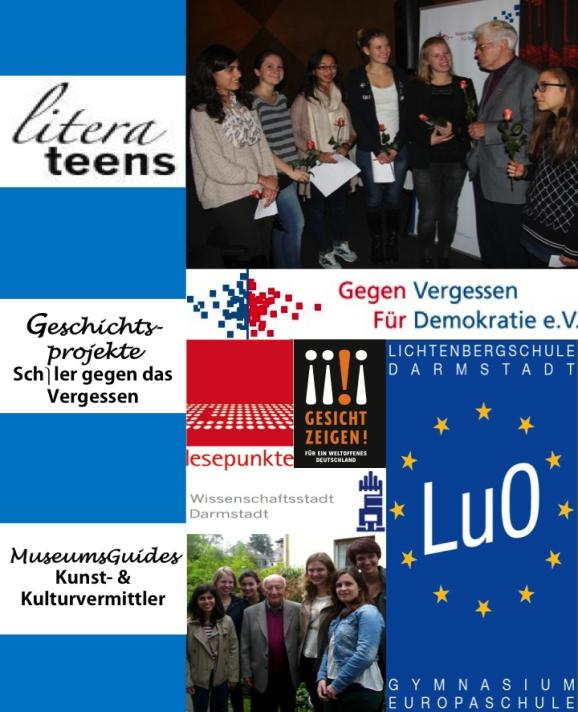 litera
teens
Gegen Vergessen
Für Demokratie e.V.
Geschichts-
projekte
Sch⌉ler gegen das
Vergessen
lesepunkte
GESICHT
ZEIGEN!
FÜR EIN WELTOFFENES
DEUTSCHLAND
LICHTENBERGSCHULE
DARMSTADT
LuO
GYMNASIUM
EUROPASCHULE
Wissenschaftsstadt
Darmstadt
MuseumsGuides
Kunst- &
Kulturvermittler